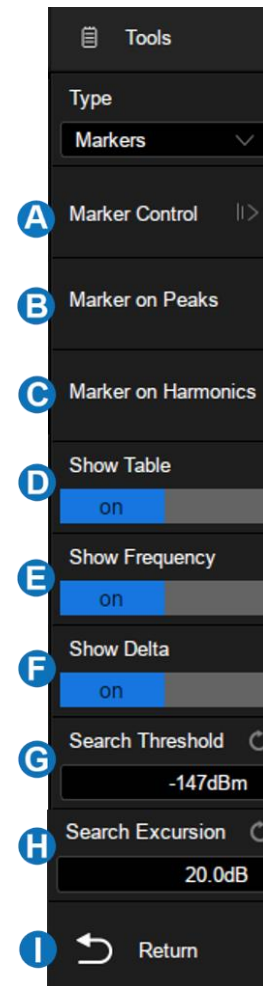 Tools
Type
Markers
A Marker Control
B Marker on Peaks
C Marker on Harmonics
D Show Table
on
E Show Frequency
on
F Show Delta
on
G Search Threshold
-147dBm
H Search Excursion
20.0dB
I Return